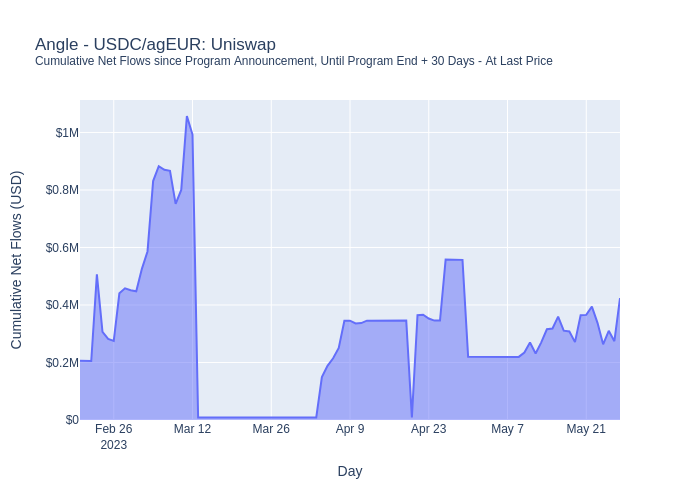 Angle - USDC/agEUR: Uniswap
Cumulative Net Flows since Program Announcement, Until Program End + 30 Days - At Last Price
Cumulative Net Flows (USD)
$1M
$0.8M
$0.6M
$0.4M
$0.2M
$0
Feb 26
2023
Mar 12
Mar 26
Apr 9
Apr 23
May 7
May 21
Day